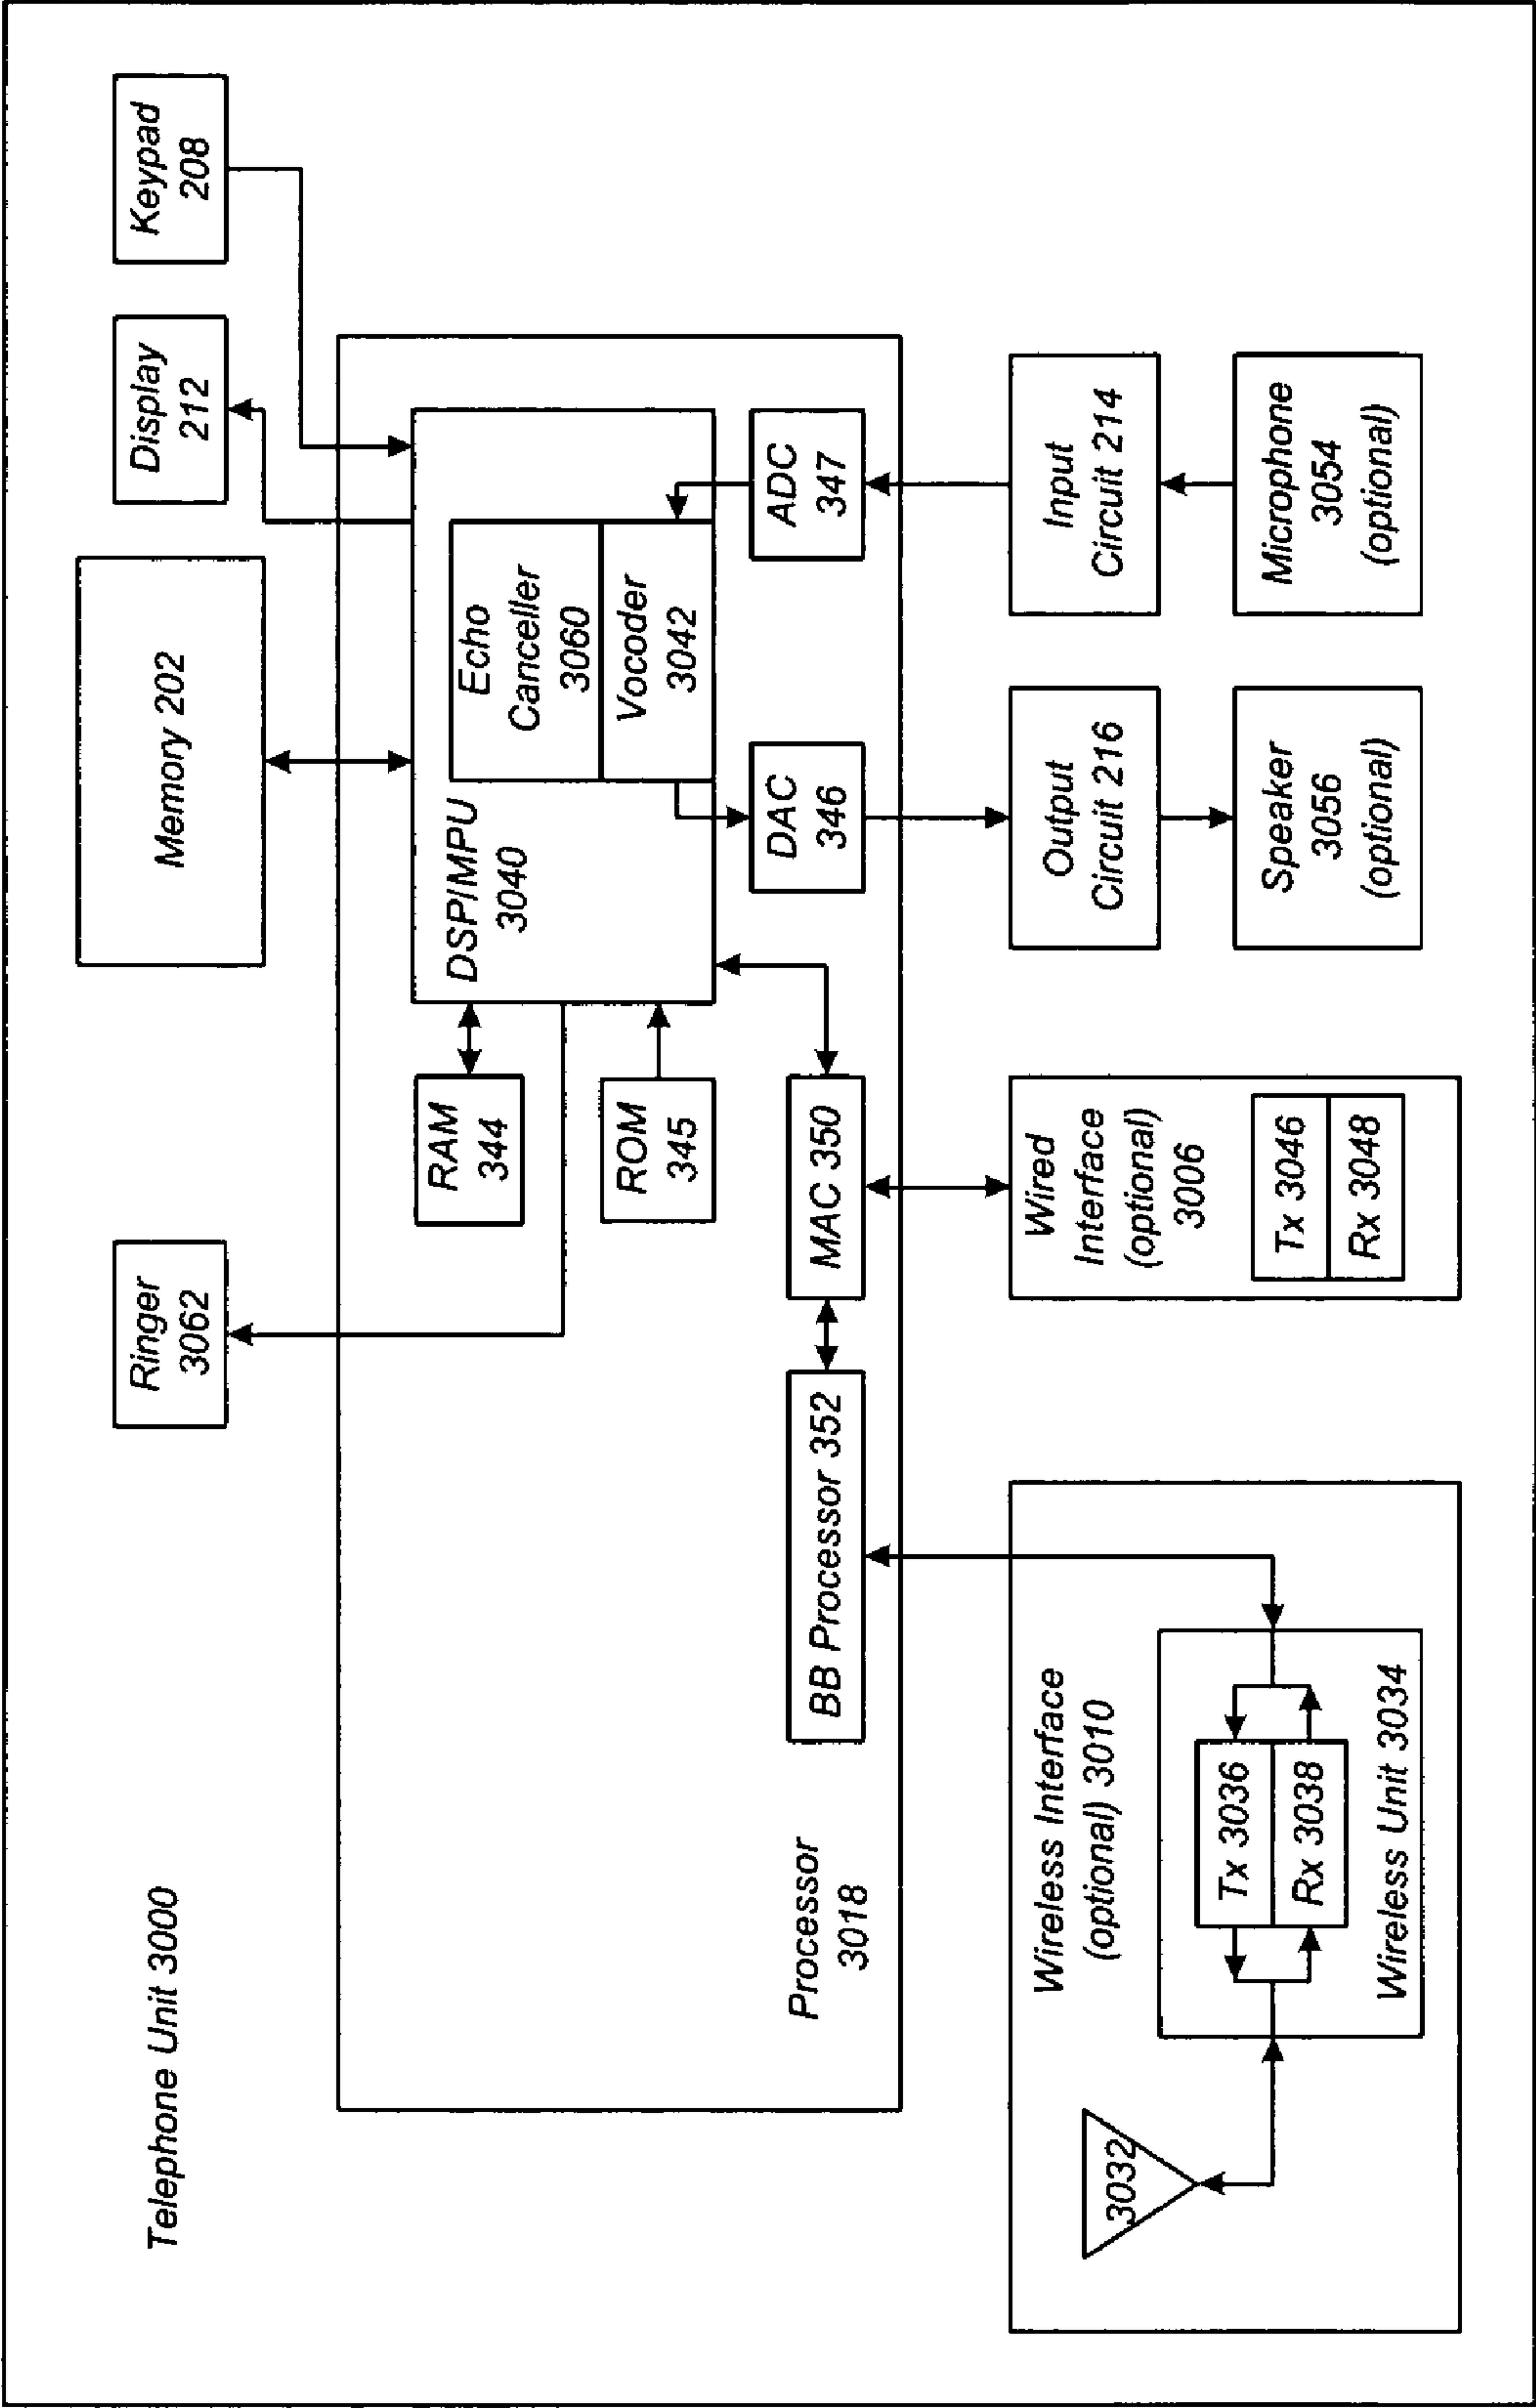 Telephone Unit 3000
Ringer
3062
Memory 202
Display
212
Keypad
208
RAM
344
ROM
345
DSP/MPU
3040
Echo
Canceller
3060
Vocoder
3042
Processor
3018
BB Processor 352
MAC 350
DAC
346
ADC
347
Wireless Interface
(optional) 3010
3032
Tx 3036
Rx 3038
Wireless Unit 3034
Wired
Interface
(optional)
3006
Tx 3046
Rx 3048
Output
Circuit 216
Speaker
3056
(optional)
Input
Circuit 214
Microphone
3054
(optional)